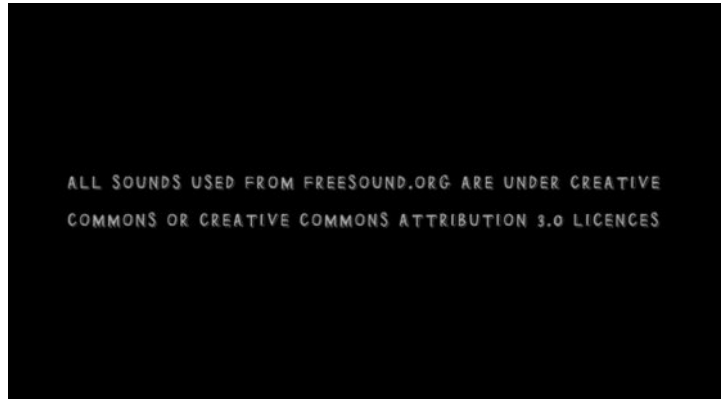 ALL SOUNDS USED FROM FREESOUND.ORG ARE UNDER CREATIVE
COMMONS OR CREATIVE COMMONS ATTRIBUTION 3.0 LICENCES